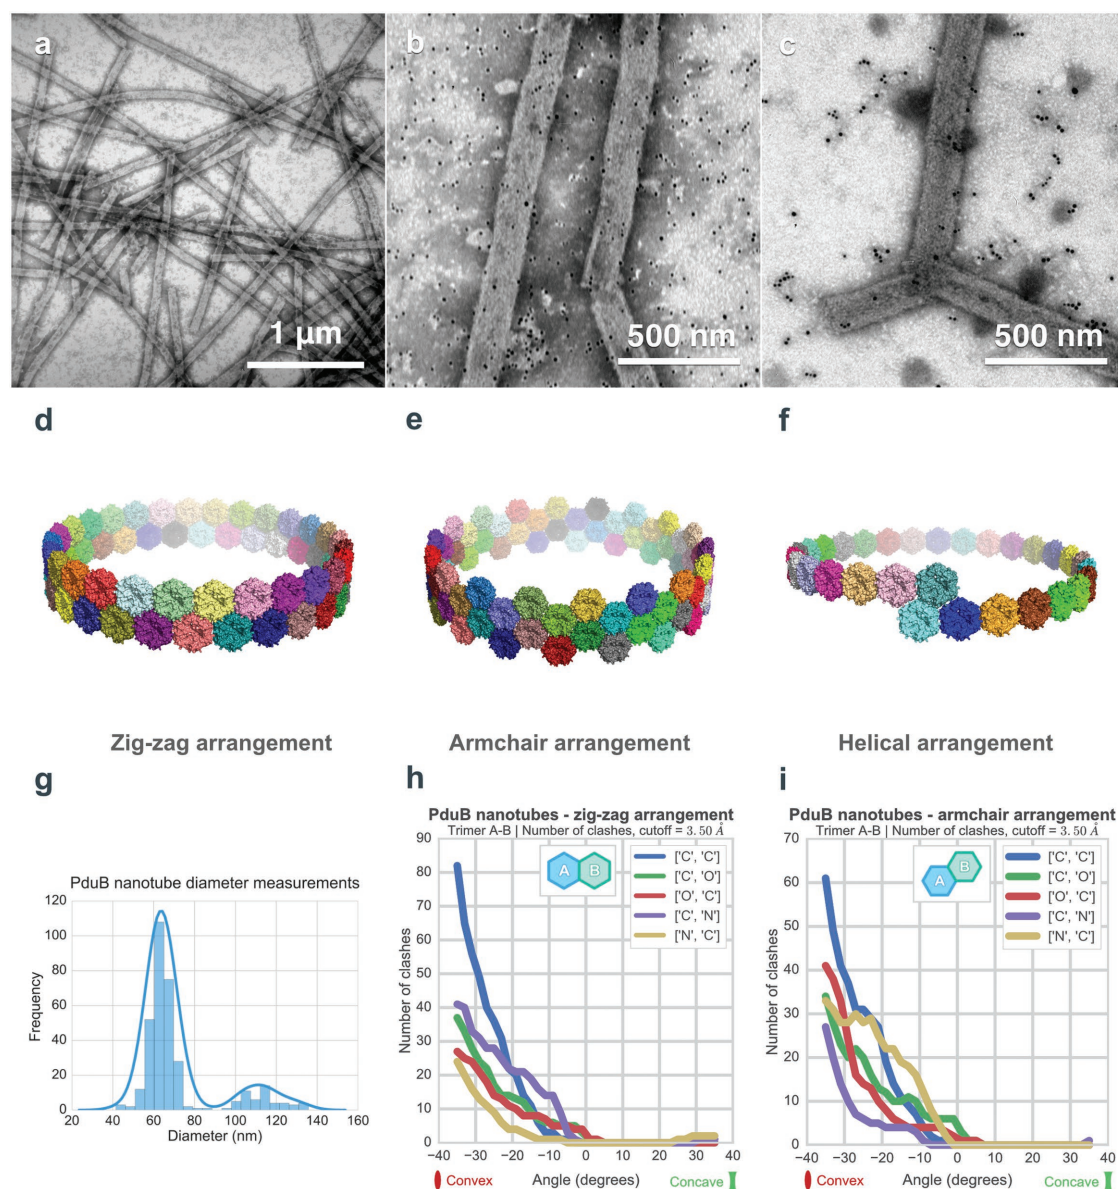 a
b
c
1 µm
500 nm
500 nm
d
e
f
Zig-zag arrangement
Armchair arrangement
Helical arrangement
g
PduB nanotube diameter measurements
Frequency
120
100
80
60
40
20
0
20 40 60 80 100 120 140 160
Diameter (nm)
h
PduB nanotubes - zig-zag arrangement
Trimer A-B | Number of clashes, cutoff = 3.50 Å
Number of clashes
90
80
70
60
50
40
30
20
10
0
A B
['C', 'C']
['C', 'O']
['O', 'C']
['C', 'N']
['N', 'C']
−40 −30 −20 −10 0 10 20 30 40
Convex Angle (degrees) Concave
i
PduB nanotubes - armchair arrangement
Trimer A-B | Number of clashes, cutoff = 3.50 Å
Number of clashes
70
60
50
40
30
20
10
0
A B
['C', 'C']
['C', 'O']
['O', 'C']
['C', 'N']
['N', 'C']
−40 −30 −20 −10 0 10 20 30 40
Convex Angle (degrees) Concave